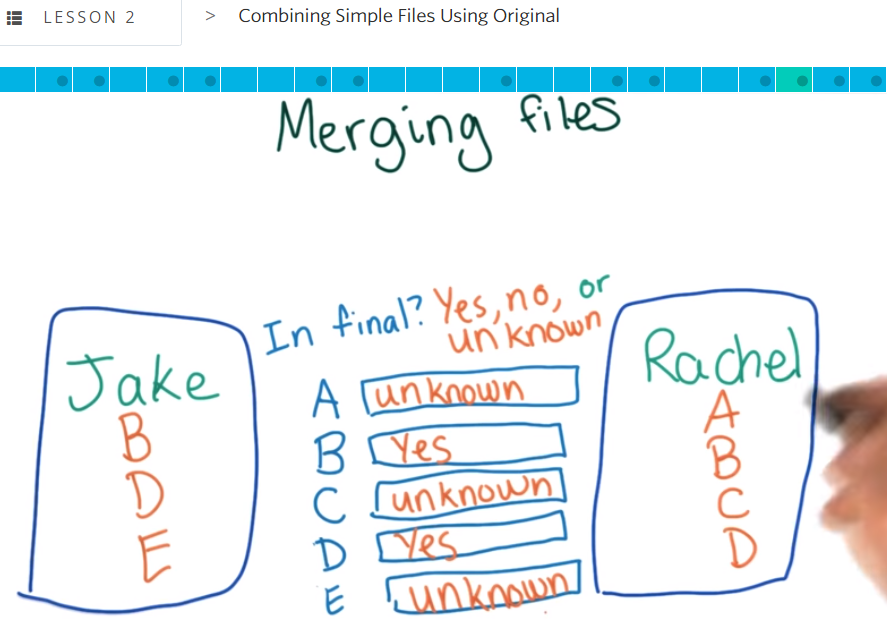 LESSON 2 > Combining Simple Files Using Original
Merging files
In final? Yes, no, or
unknown
Jake
B
D
E
A unknown
B Yes
C unknown
D Yes
E unknown
Rachel
A
B
C
D